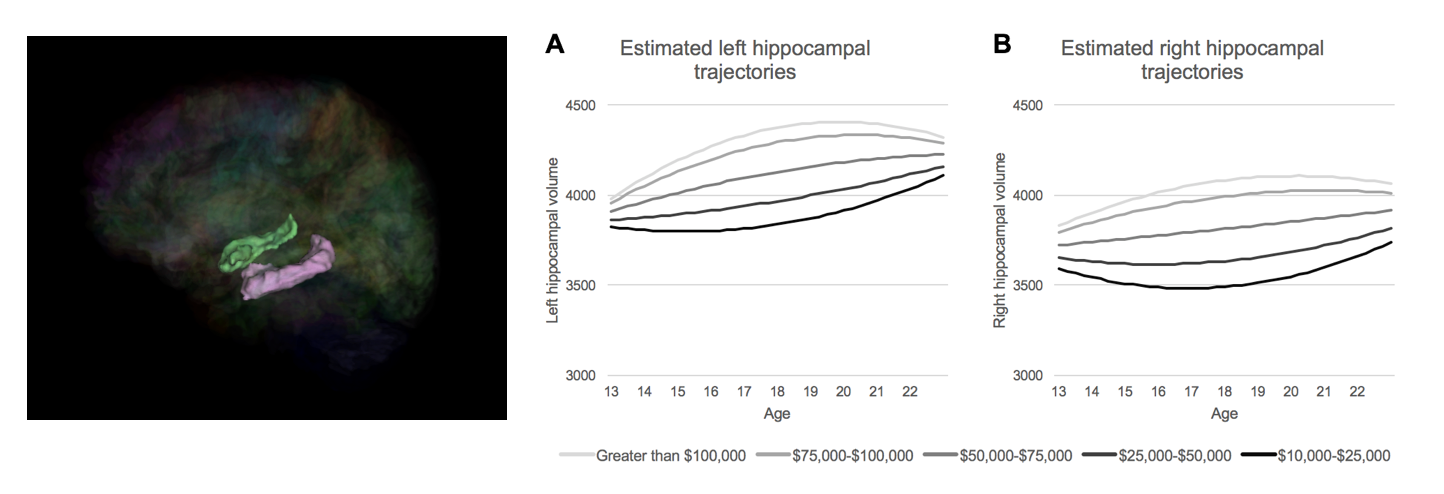 A
Estimated left hippocampal
trajectories
4500
4000
3500
3000
Left hippocampal volume
13 14 15 16 17 18 19 20 21 22
Age
B
Estimated right hippocampal
trajectories
4500
4000
3500
3000
Right hippocampal volume
13 14 15 16 17 18 19 20 21 22
Age
Greater than $100,000 $75,000-$100,000 $50,000-$75,000 $25,000-$50,000 $10,000-$25,000